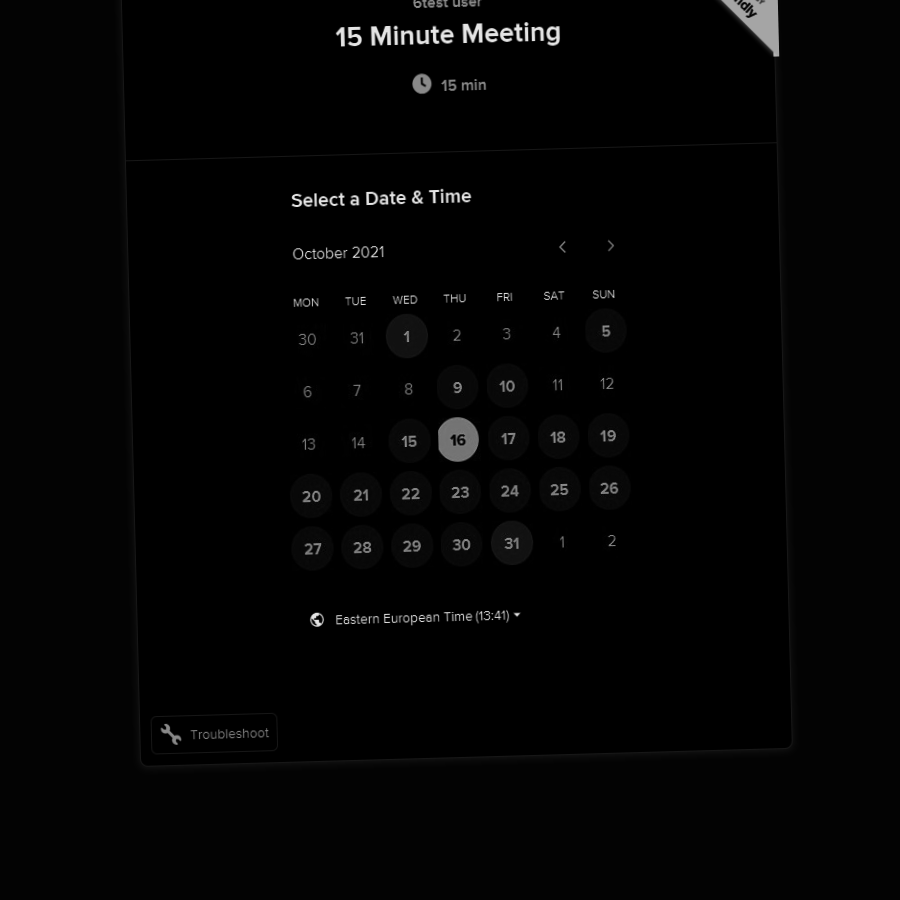 6test user
15 Minute Meeting
15 min
Select a Date & Time
October 2021
MON TUE WED THU FRI SAT SUN
30 31 1 2 3 4 5
6 7 8 9 10 11 12
13 14 15 16 17 18 19
20 21 22 23 24 25 26
27 28 29 30 31 1 2
Eastern European Time (13:41)
Troubleshoot